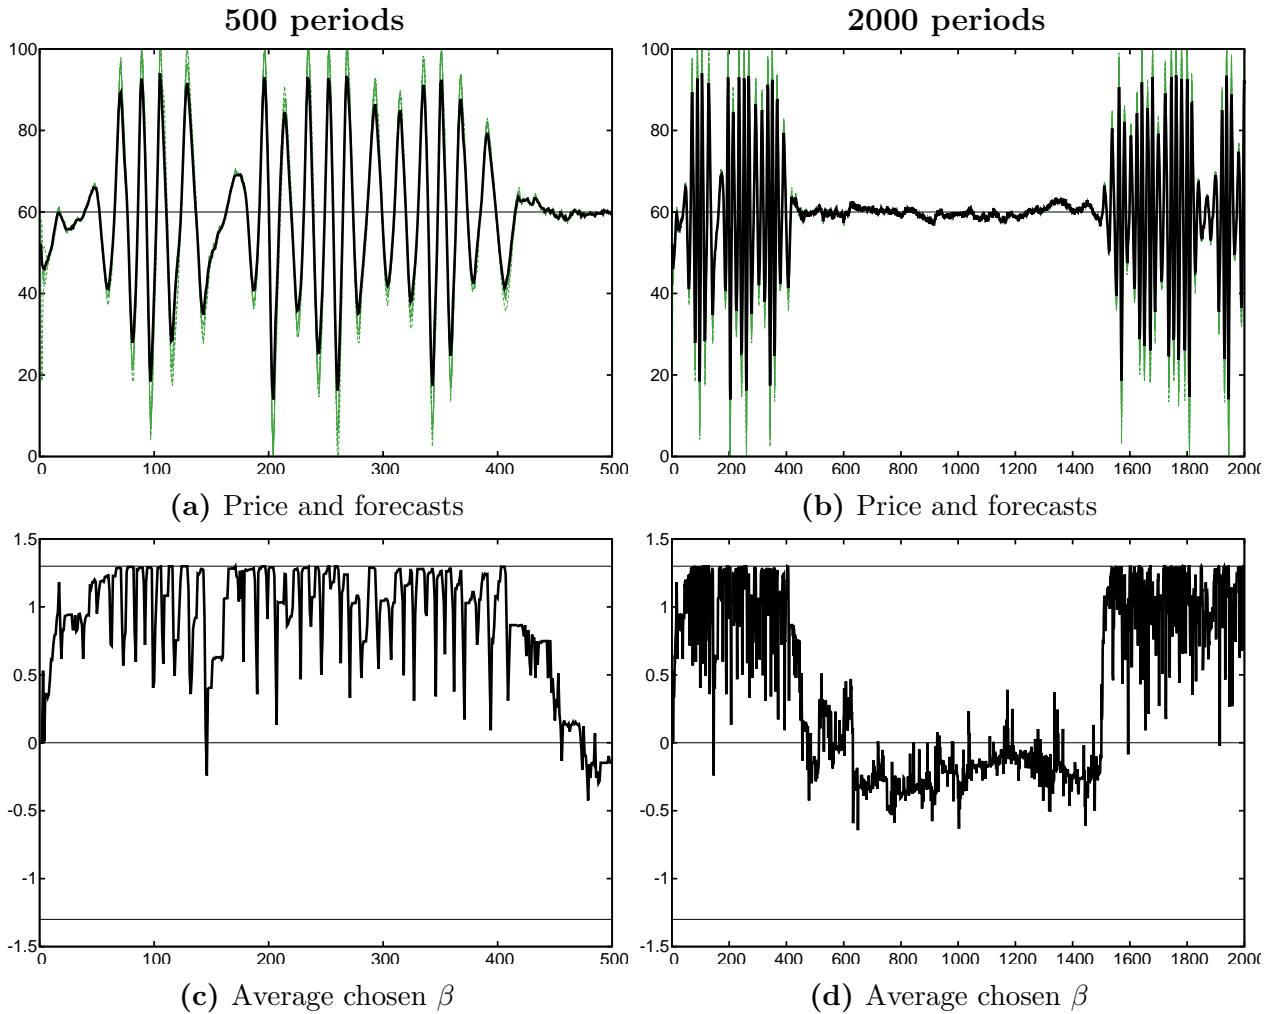 500 periods
2000 periods
100
80
60
40
20
0
0 100 200 300 400 500
100
80
60
40
20
0
0 200 400 600 800 1000 1200 1400 1600 1800 2000
(a) Price and forecasts
(b) Price and forecasts
1.5
1
0.5
0
-0.5
-1
-1.5
0 100 200 300 400 500
1.5
1
0.5
0
-0.5
-1
-1.5
0 200 400 600 800 1000 1200 1400 1600 1800 2000
(c) Average chosen β
(d) Average chosen β